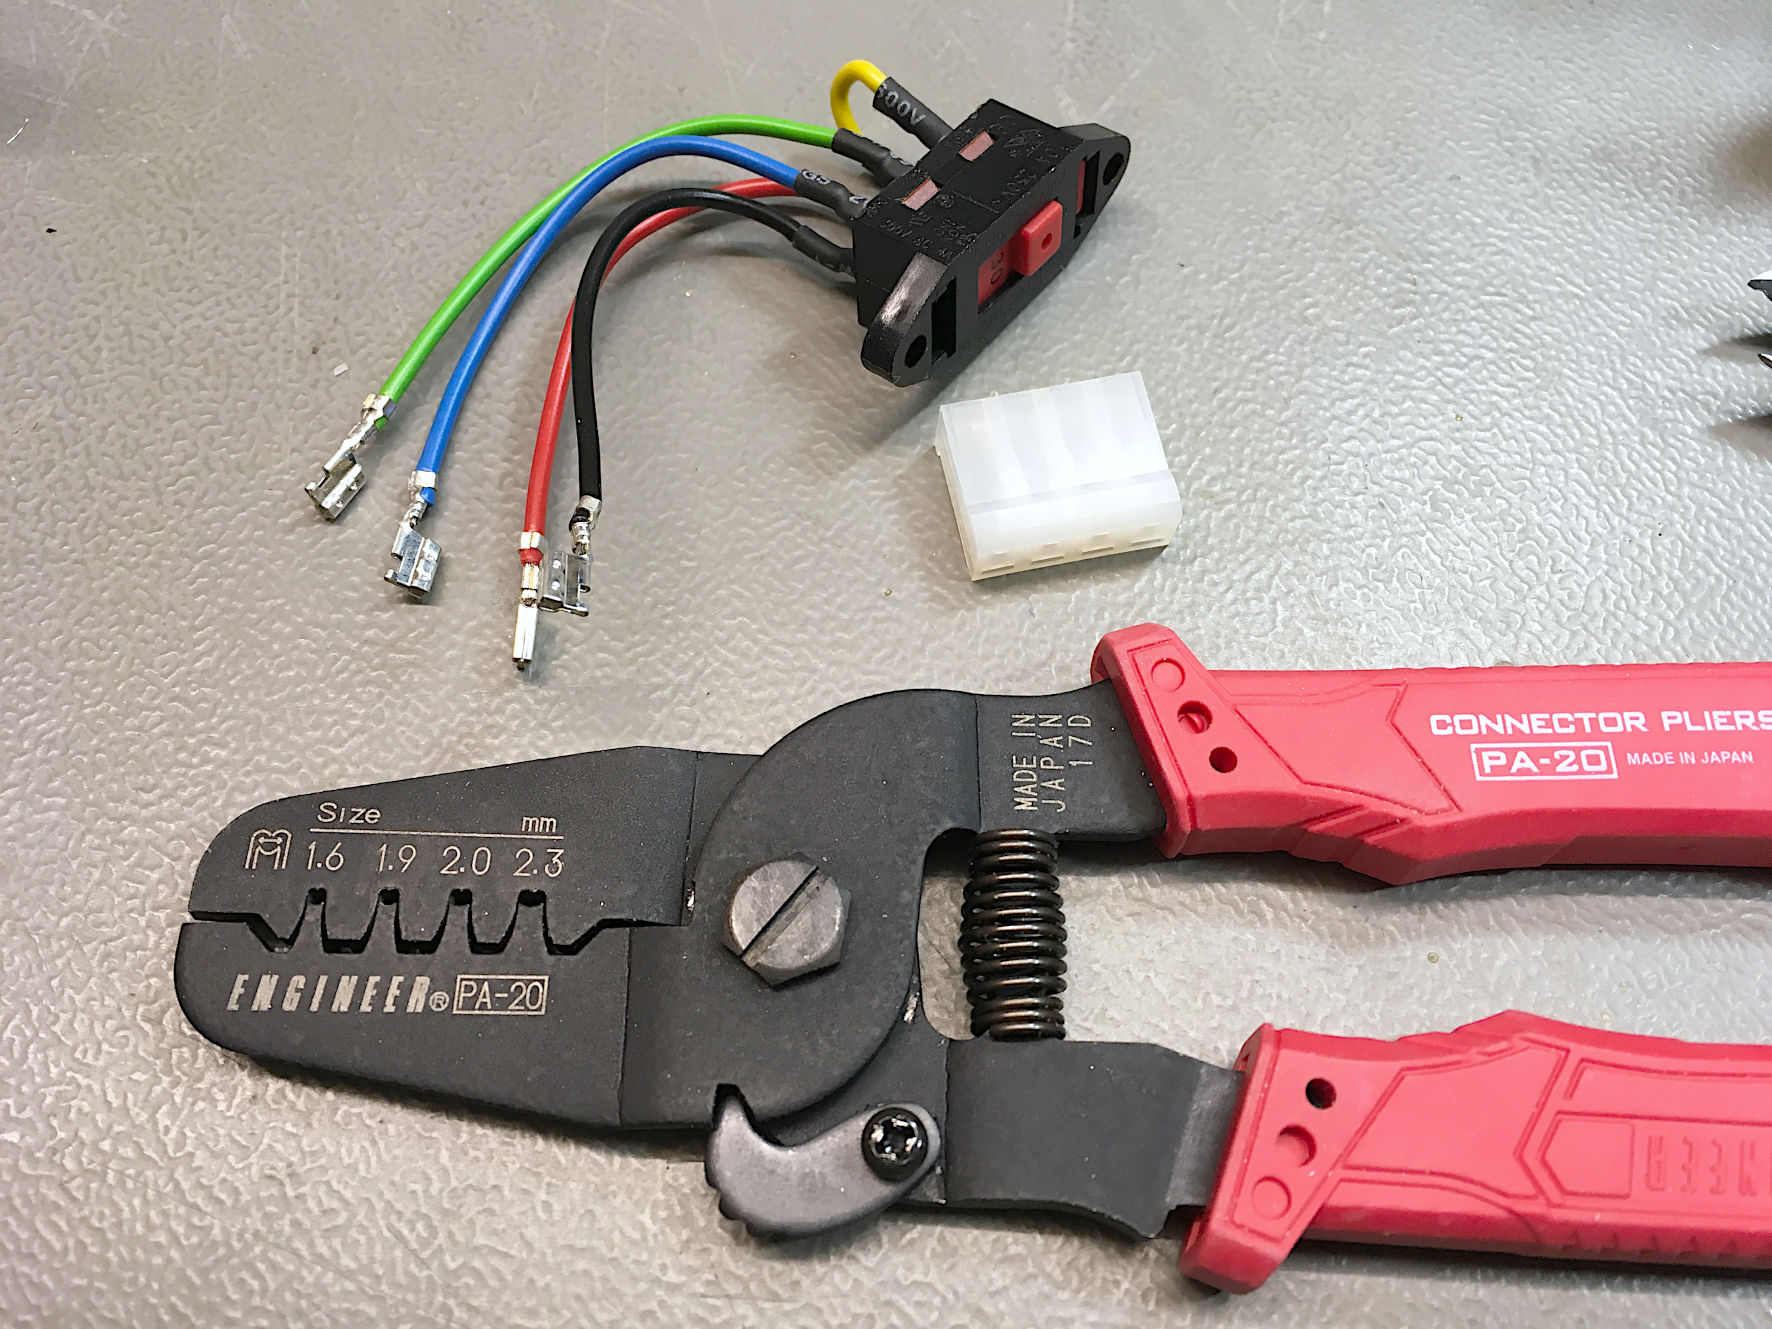 600V
30
MADE IN
JAPAN
17D
CONNECTOR PLIERS
PA-20 MADE IN JAPAN
Size
mm
1.6 1.9 2.0 2.3
ENGINEER® PA-20